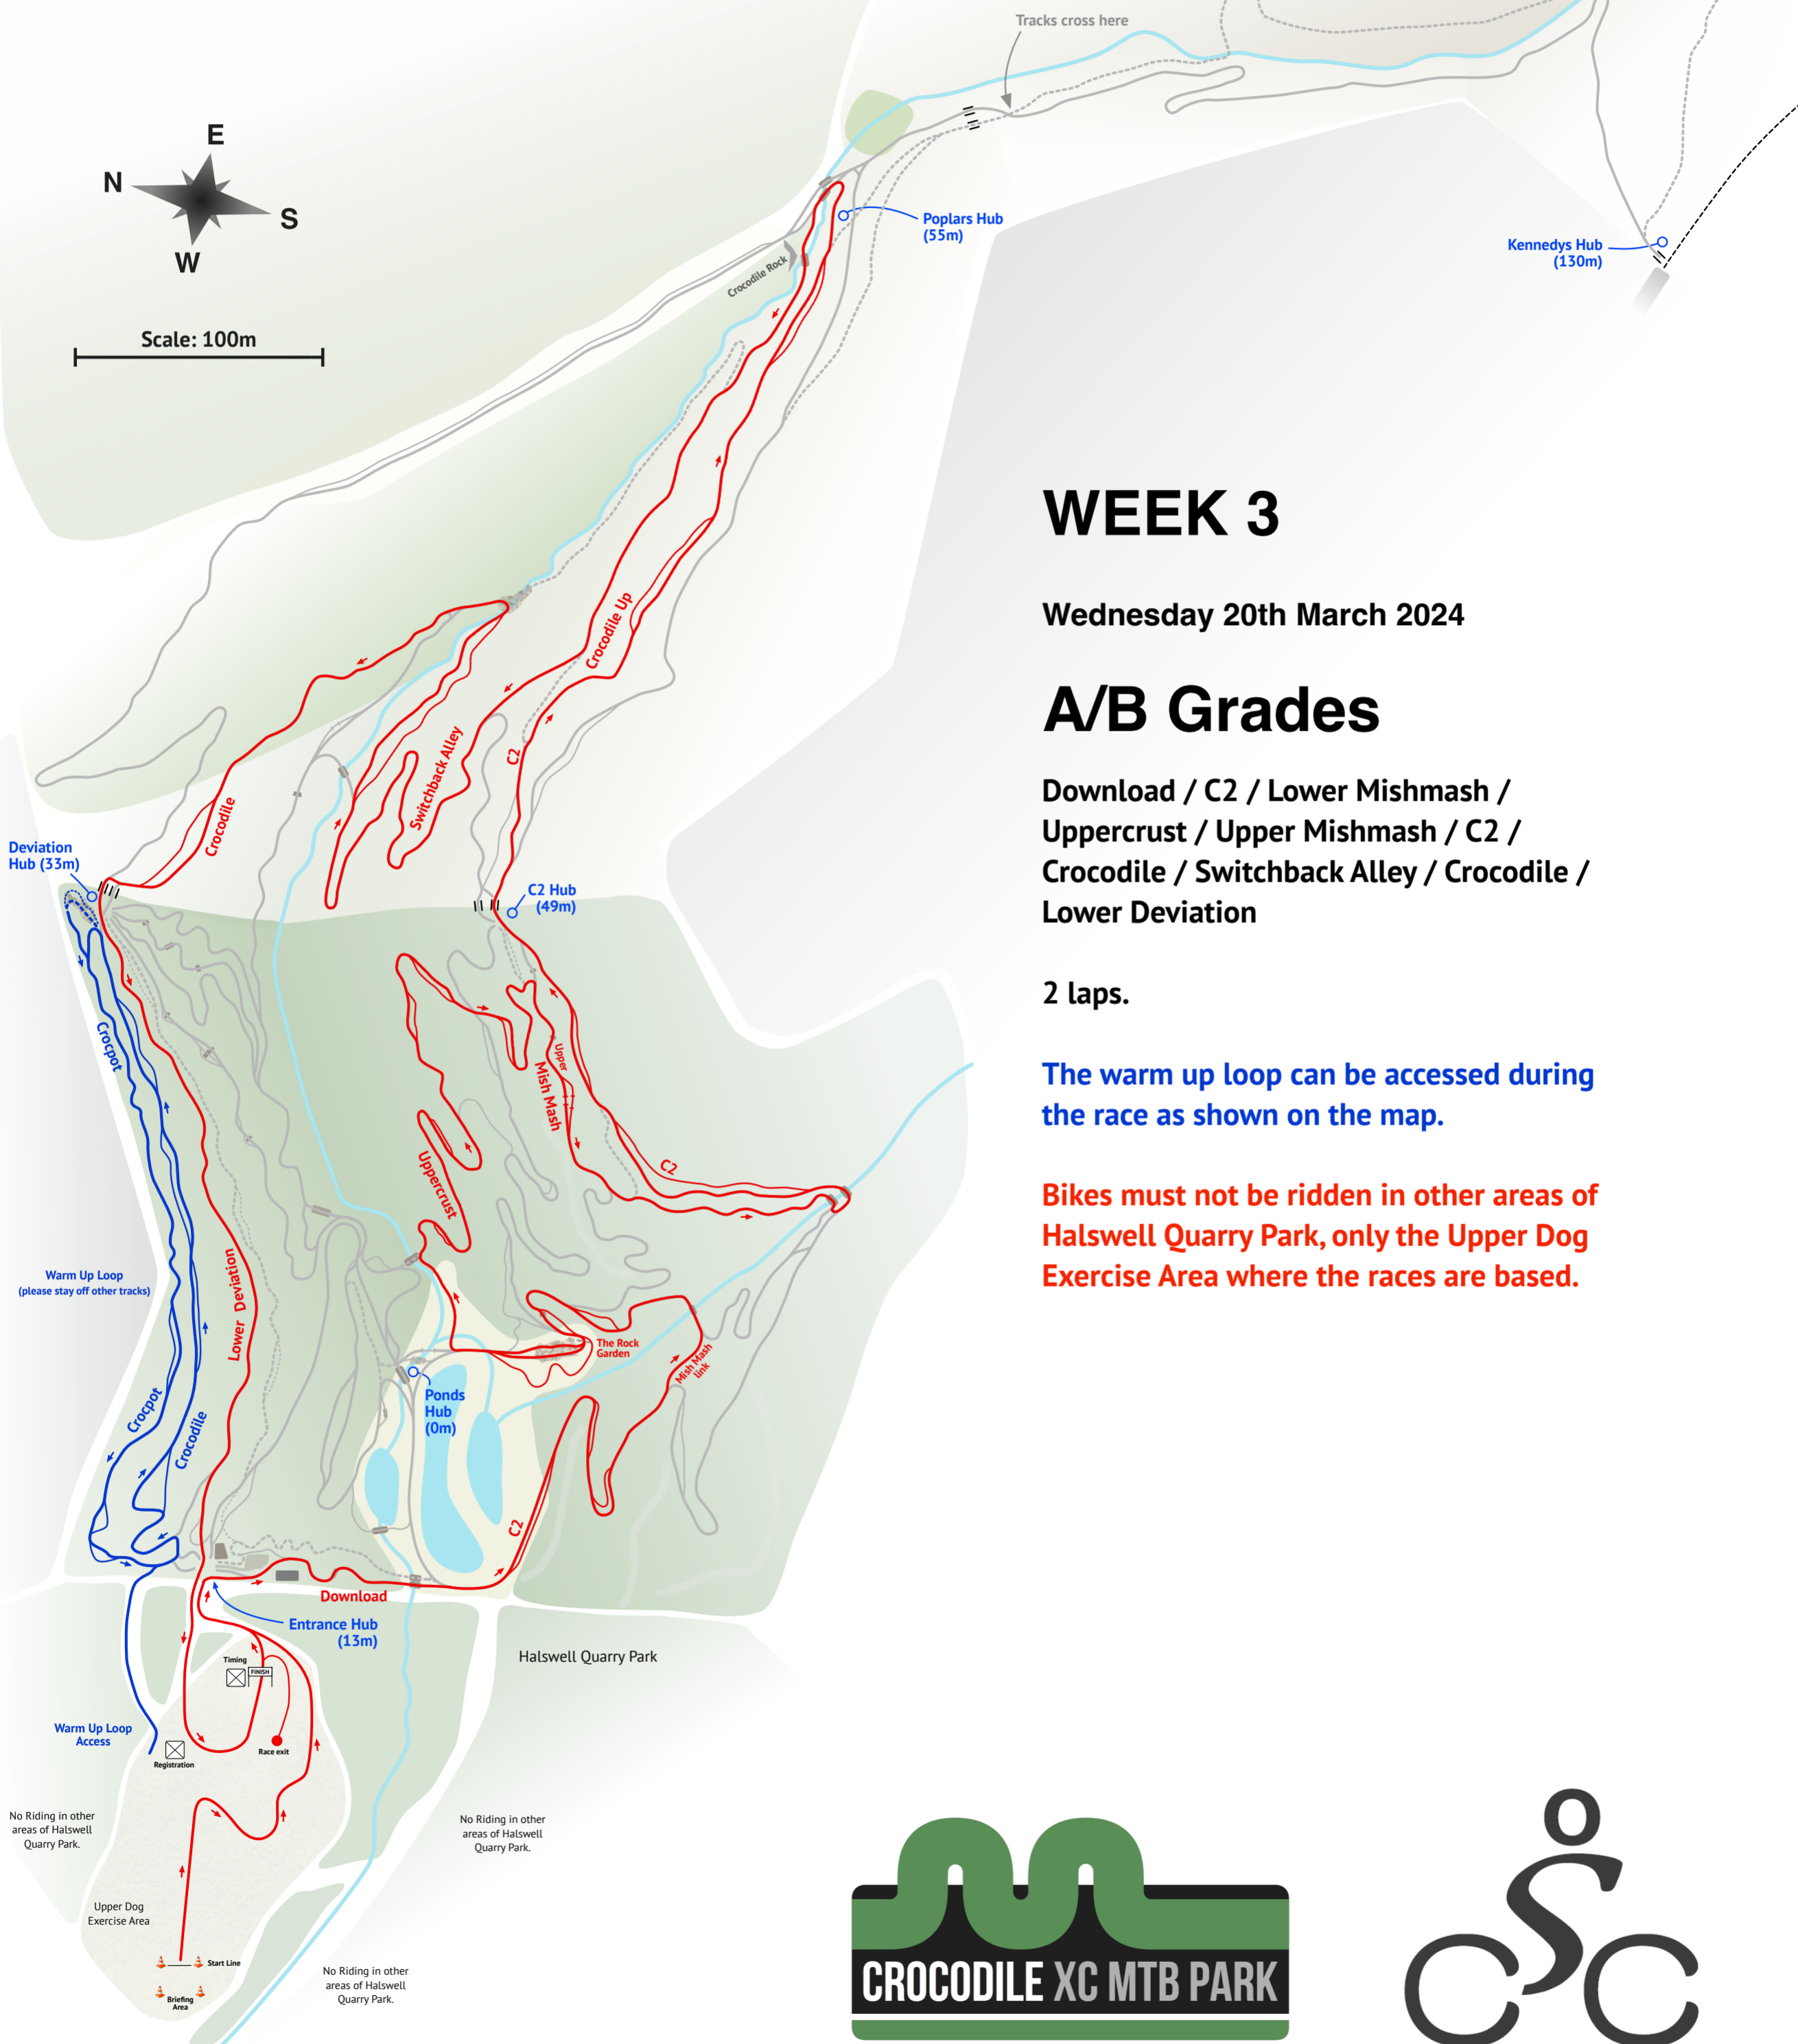 Tracks cross here
E
N
S
W
Scale: 100m
Poplars Hub
(55m)
Kennedys Hub
(130m)
Crocodile Rock
WEEK 3
Wednesday 20th March 2024
A/B Grades
Download / C2 / Lower Mishmash /
Uppercrust / Upper Mishmash / C2 /
Crocodile / Switchback Alley / Crocodile /
Lower Deviation
2 laps.
The warm up loop can be accessed during
the race as shown on the map.
Bikes must not be ridden in other areas of
Halswell Quarry Park, only the Upper Dog
Exercise Area where the races are based.
Crocodile Up
C2
Switchback Alley
Crocodile
Deviation
Hub (33m)
C2 Hub
(49m)
Crocpot
Upper
Mish Mash
C2
Uppercrust
Lower Deviation
Warm Up Loop
(please stay off other tracks)
The Rock
Garden
Mish Mash
link
Ponds
Hub
(0m)
Crocpot
Crocodile
C2
Download
Entrance Hub
(13m)
Halswell Quarry Park
Timing
FINISH
Warm Up Loop
Access
Registration
Race exit
No Riding in other
areas of Halswell
Quarry Park.
No Riding in other
areas of Halswell
Quarry Park.
Upper Dog
Exercise Area
Start Line
Briefing
Area
No Riding in other
areas of Halswell
Quarry Park.
CROCODILE XC MTB PARK
CSC